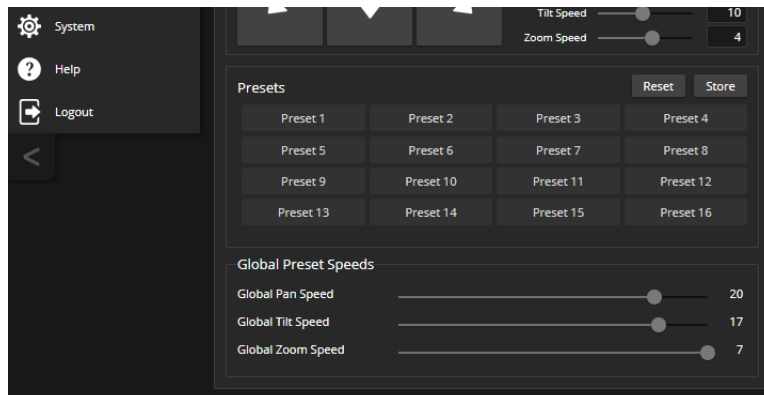 System
Help
Logout
<
Tilt Speed 10
Zoom Speed 4
Presets Reset Store
Preset 1 Preset 2 Preset 3 Preset 4
Preset 5 Preset 6 Preset 7 Preset 8
Preset 9 Preset 10 Preset 11 Preset 12
Preset 13 Preset 14 Preset 15 Preset 16
Global Preset Speeds
Global Pan Speed 20
Global Tilt Speed 17
Global Zoom Speed 7